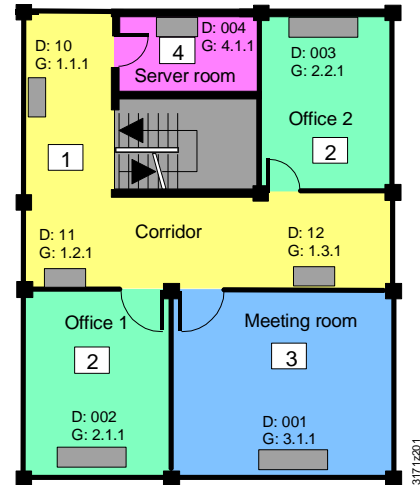 D: 10
G: 1.1.1
D: 004
G: 4.1.1
4
Server room
D: 003
G: 2.2.1
Office 2
2
1
D: 11
G: 1.2.1
Corridor
D: 12
G: 1.3.1
Office 1
2
D: 002
G: 2.1.1
Meeting room
3
D: 001
G: 3.1.1
3171z201